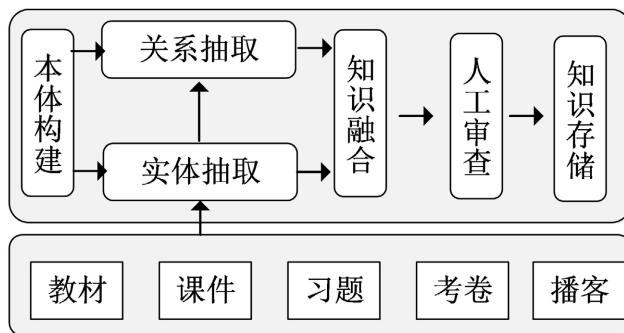 本体构建
关系抽取
实体抽取
知识融合
人工审查
知识存储
教材
课件
习题
考卷
播客